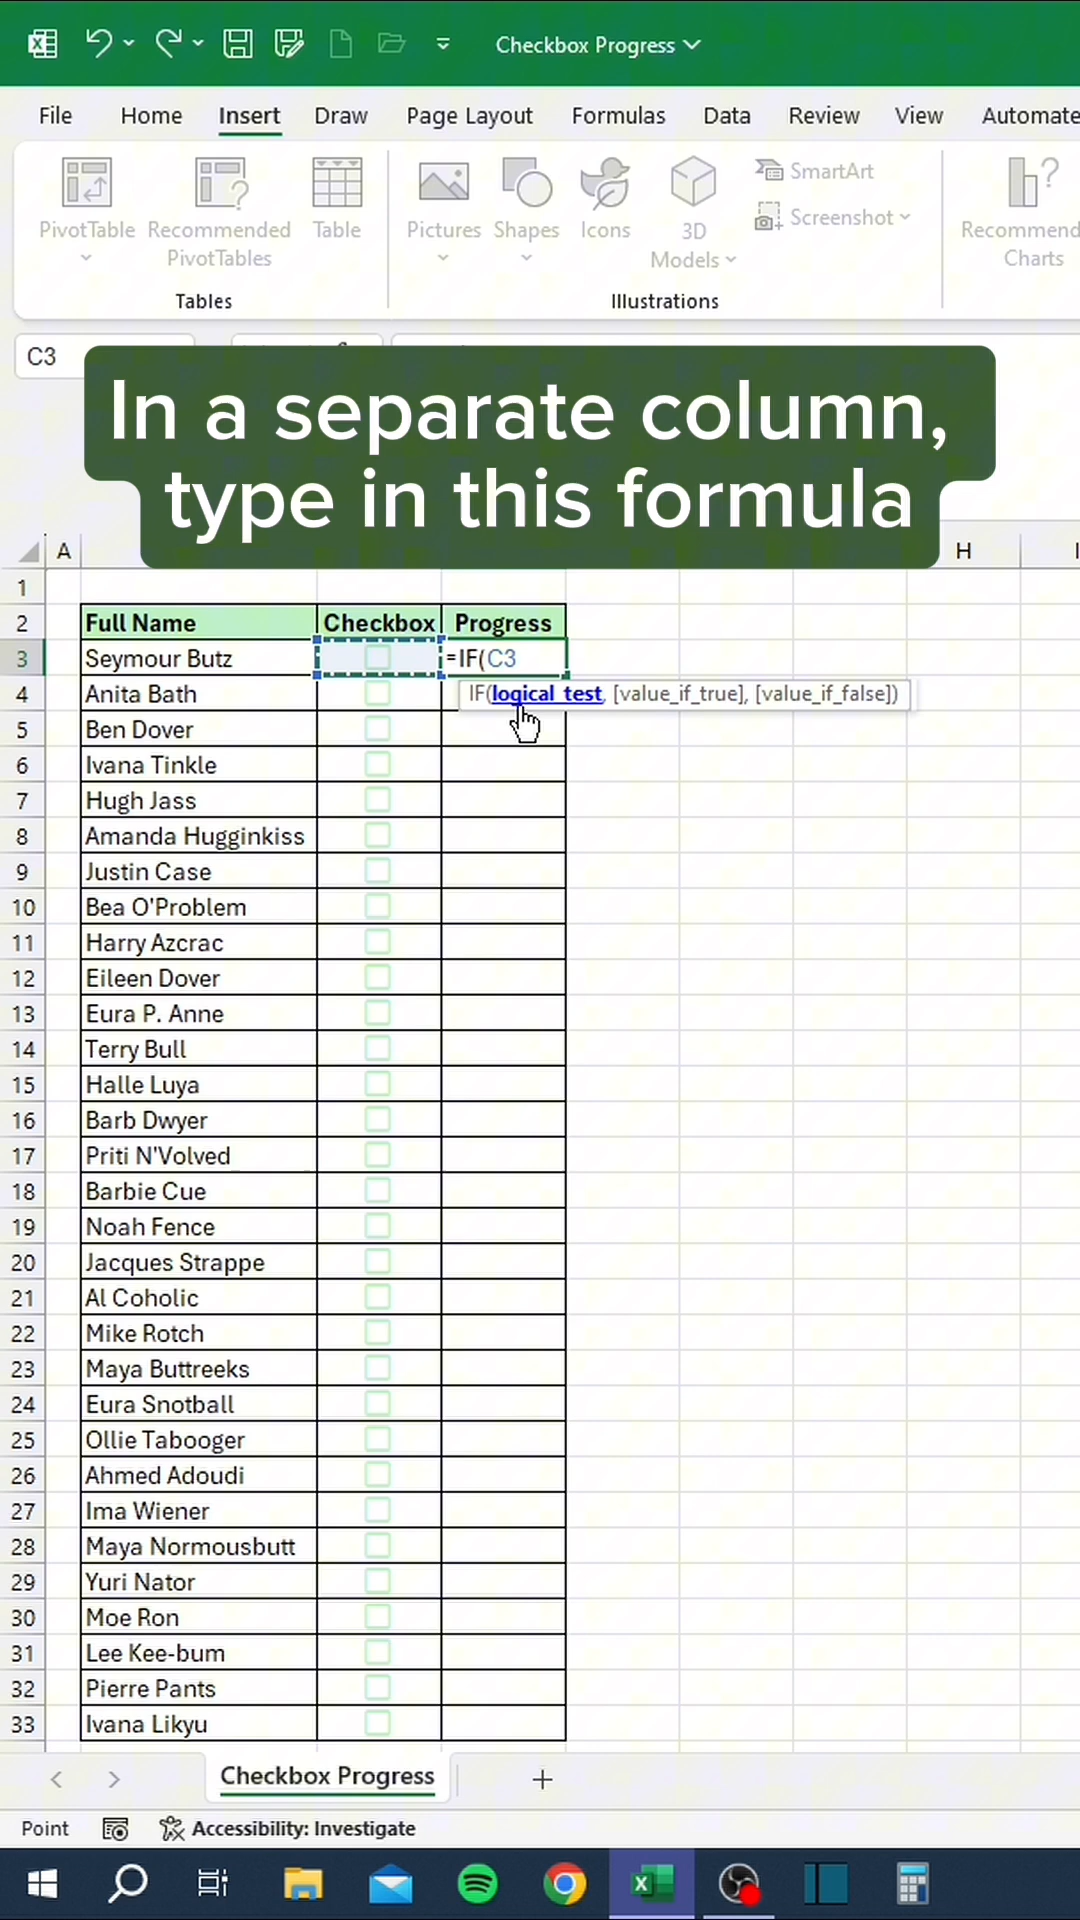 Checkbox Progress
File Home Insert Draw Page Layout Formulas Data Review View Automate
PivotTable Recommended PivotTables Table Pictures Shapes Icons 3D Models SmartArt Screenshot Recommend Charts
Tables Illustrations
C3
In a separate column,
type in this formula
A H
1
2 Full Name Checkbox Progress
3 Seymour Butz =IF(C3
IF(logical_test, [value_if_true], [value_if_false])
4 Anita Bath
5 Ben Dover
6 Ivana Tinkle
7 Hugh Jass
8 Amanda Hugginkiss
9 Justin Case
10 Bea O'Problem
11 Harry Azcrac
12 Eileen Dover
13 Eura P. Anne
14 Terry Bull
15 Halle Luya
16 Barb Dwyer
17 Priti N'Volved
18 Barbie Cue
19 Noah Fence
20 Jacques Strappe
21 Al Coholic
22 Mike Rotch
23 Maya Buttreeks
24 Eura Snotball
25 Ollie Tabooger
26 Ahmed Adoudi
27 Ima Wiener
28 Maya Normousbutt
29 Yuri Nator
30 Moe Ron
31 Lee Kee-bum
32 Pierre Pants
33 Ivana Likyu
Checkbox Progress
Point Accessibility: Investigate